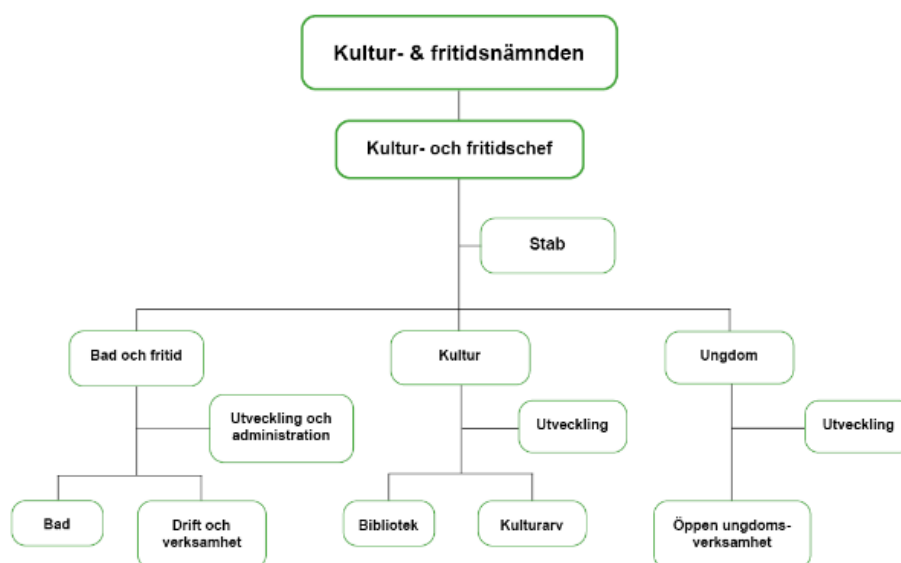 Kultur- & fritidsnämnden
Kultur- och fritidschef
Stab
Bad och fritid
Kultur
Ungdom
Utveckling och
administration
Utveckling
Utveckling
Bad
Drift och
verksamhet
Bibliotek
Kulturarv
Öppen ungdoms-
verksamhet